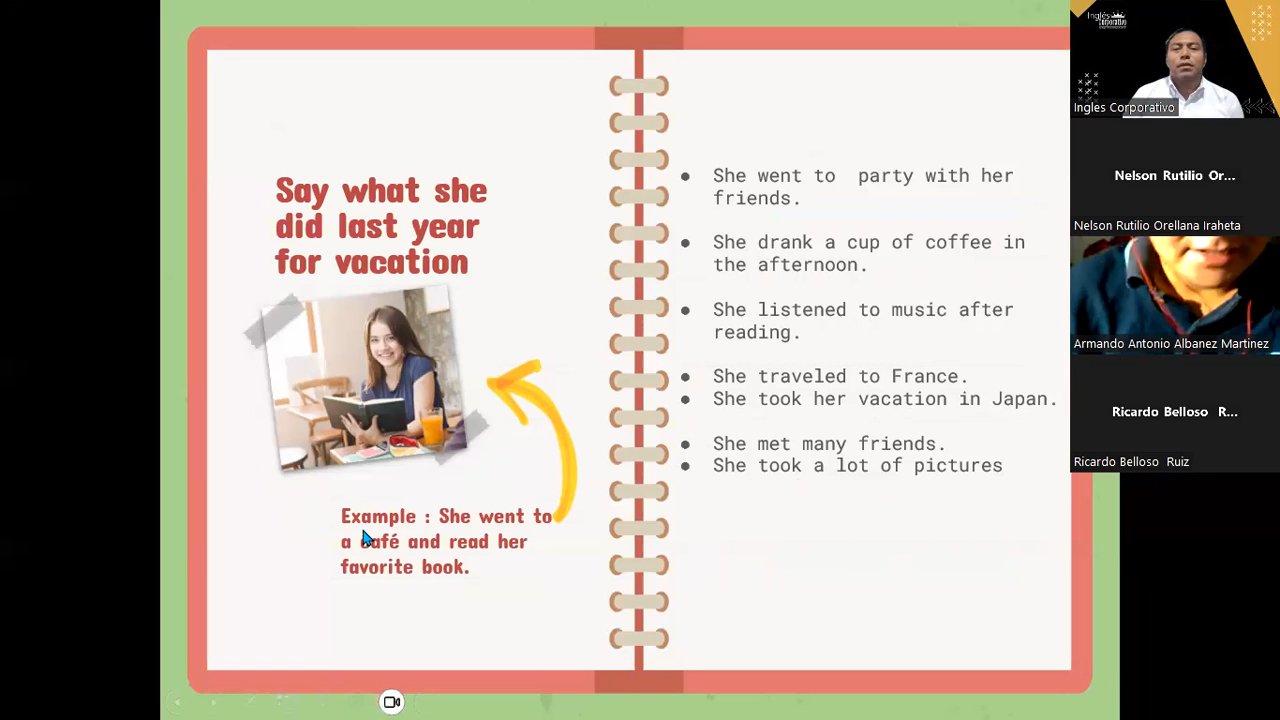 Say what she
did last year
for vacation
Example : She went to
a café and read her
favorite book.
She went to  party with her
friends.
She drank a cup of coffee in
the afternoon.
She listened to music after
reading.
She traveled to France.
She took her vacation in Japan.
She met many friends.
She took a lot of pictures
Inglés
Corporativo
Ingles Corporativo
Nelson Rutilio Or...
Nelson Rutilio Orellana Iraheta
Armando Antonio Albanez Martinez
Ricardo Belloso R...
Ricardo Belloso Ruiz